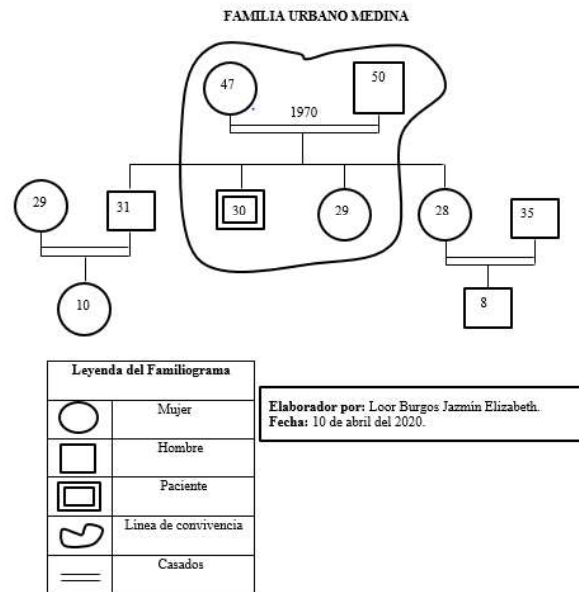 FAMILIA URBANO MEDINA
47
50
1970
29
31
30
29
28
35
10
8
Leyenda del Familiograma
Mujer
Hombre
Paciente
Línea de convivencia
Casados
Elaborador por: Loor Burgos Jazmín Elizabeth.
Fecha: 10 de abril del 2020.